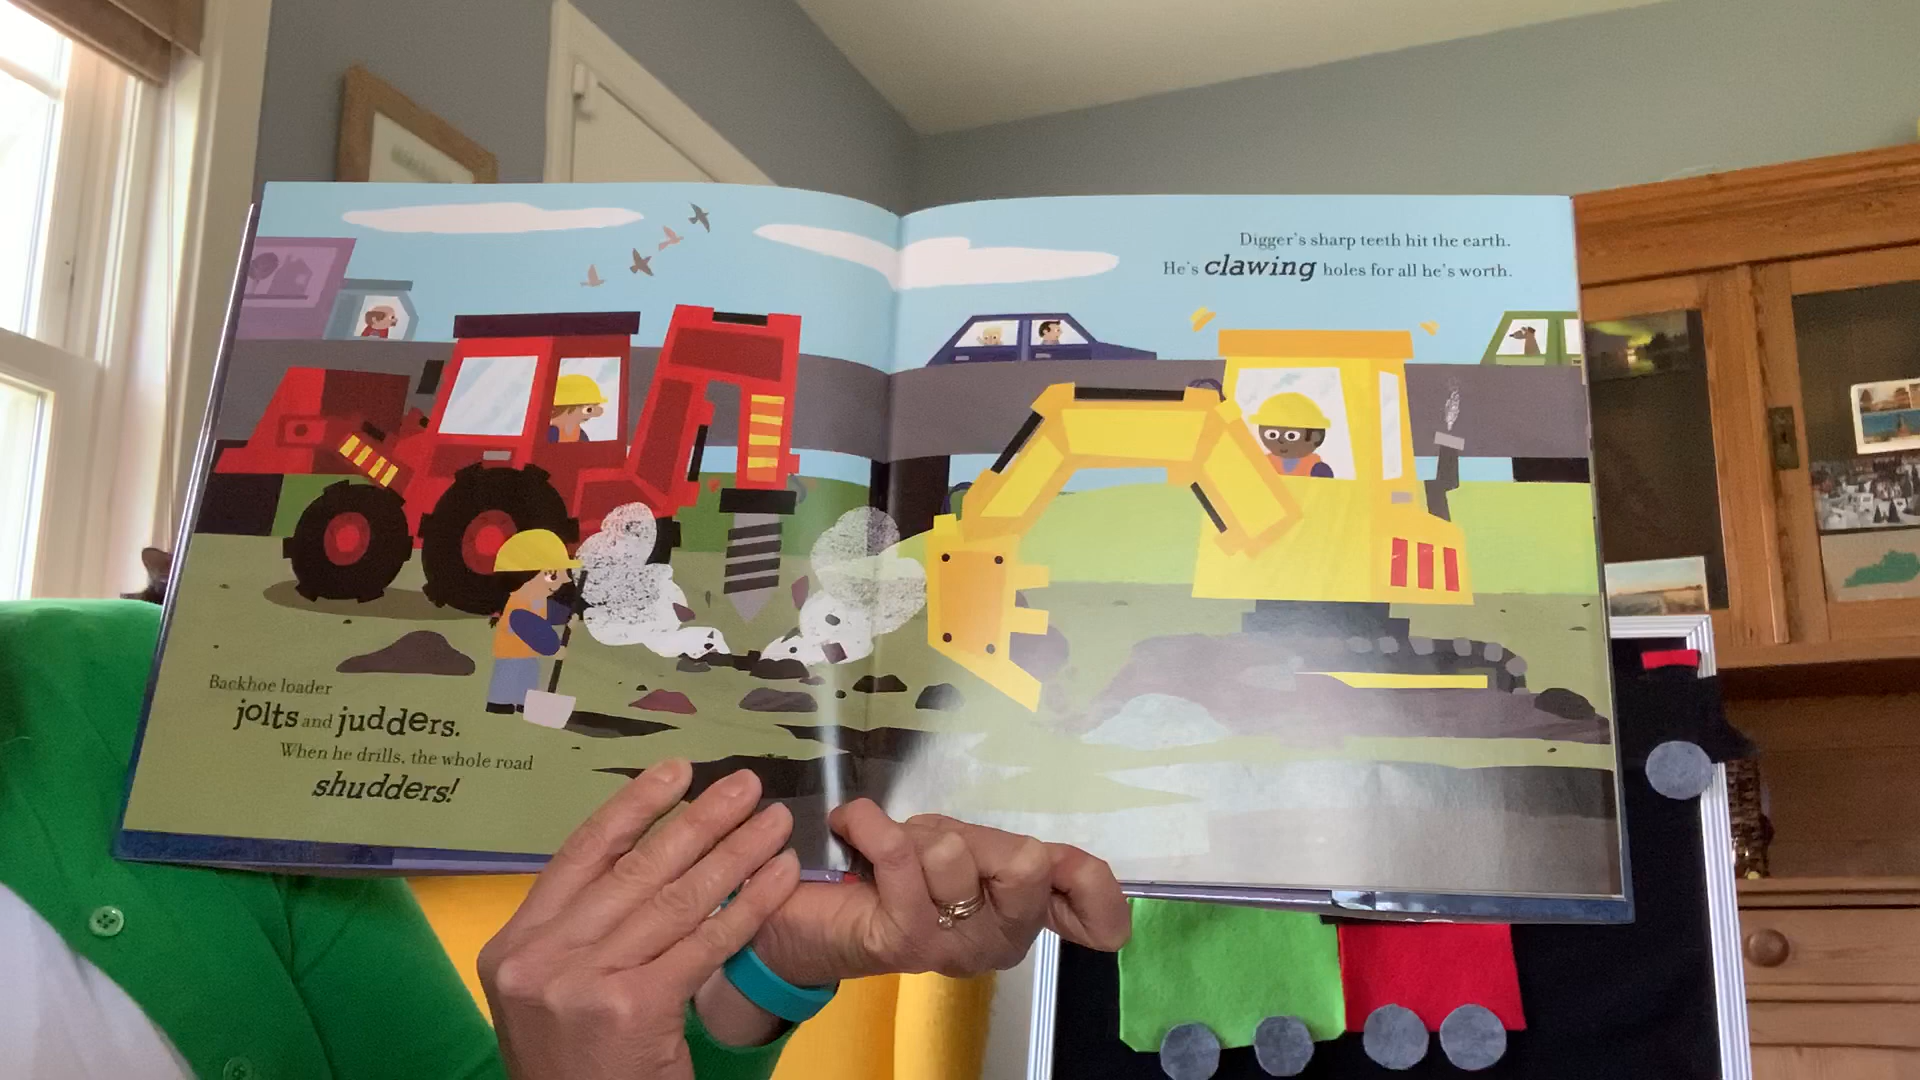 Backhoe loader
jolts and judders.
When he drills, the whole road
shudders!
Digger's sharp teeth hit the earth.
He's clawing holes for all he's worth.